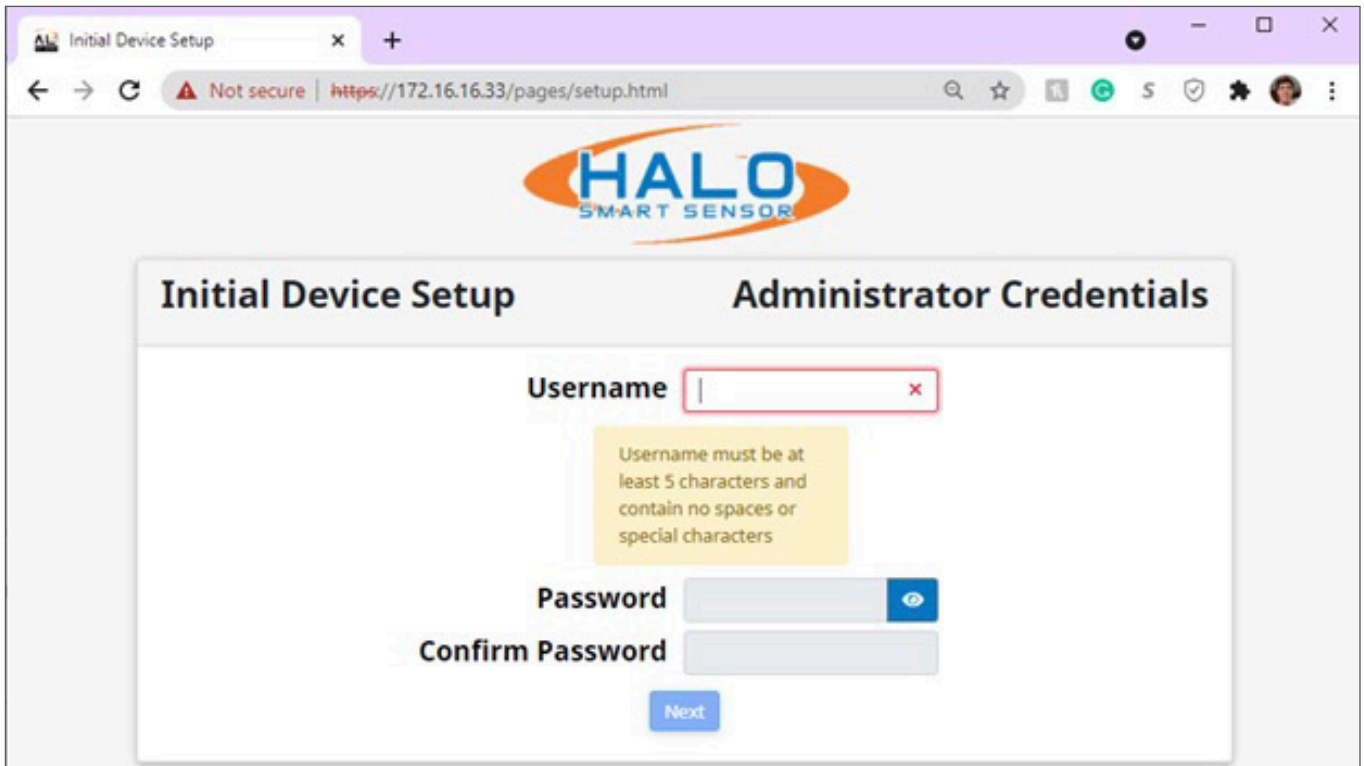 Initial Device Setup
Not secure | https://172.16.16.33/pages/setup.html
HALO
SMART SENSOR
Initial Device Setup Administrator Credentials
Username
Username must be at
least 5 characters and
contain no spaces or
special characters
Password
Confirm Password
Next